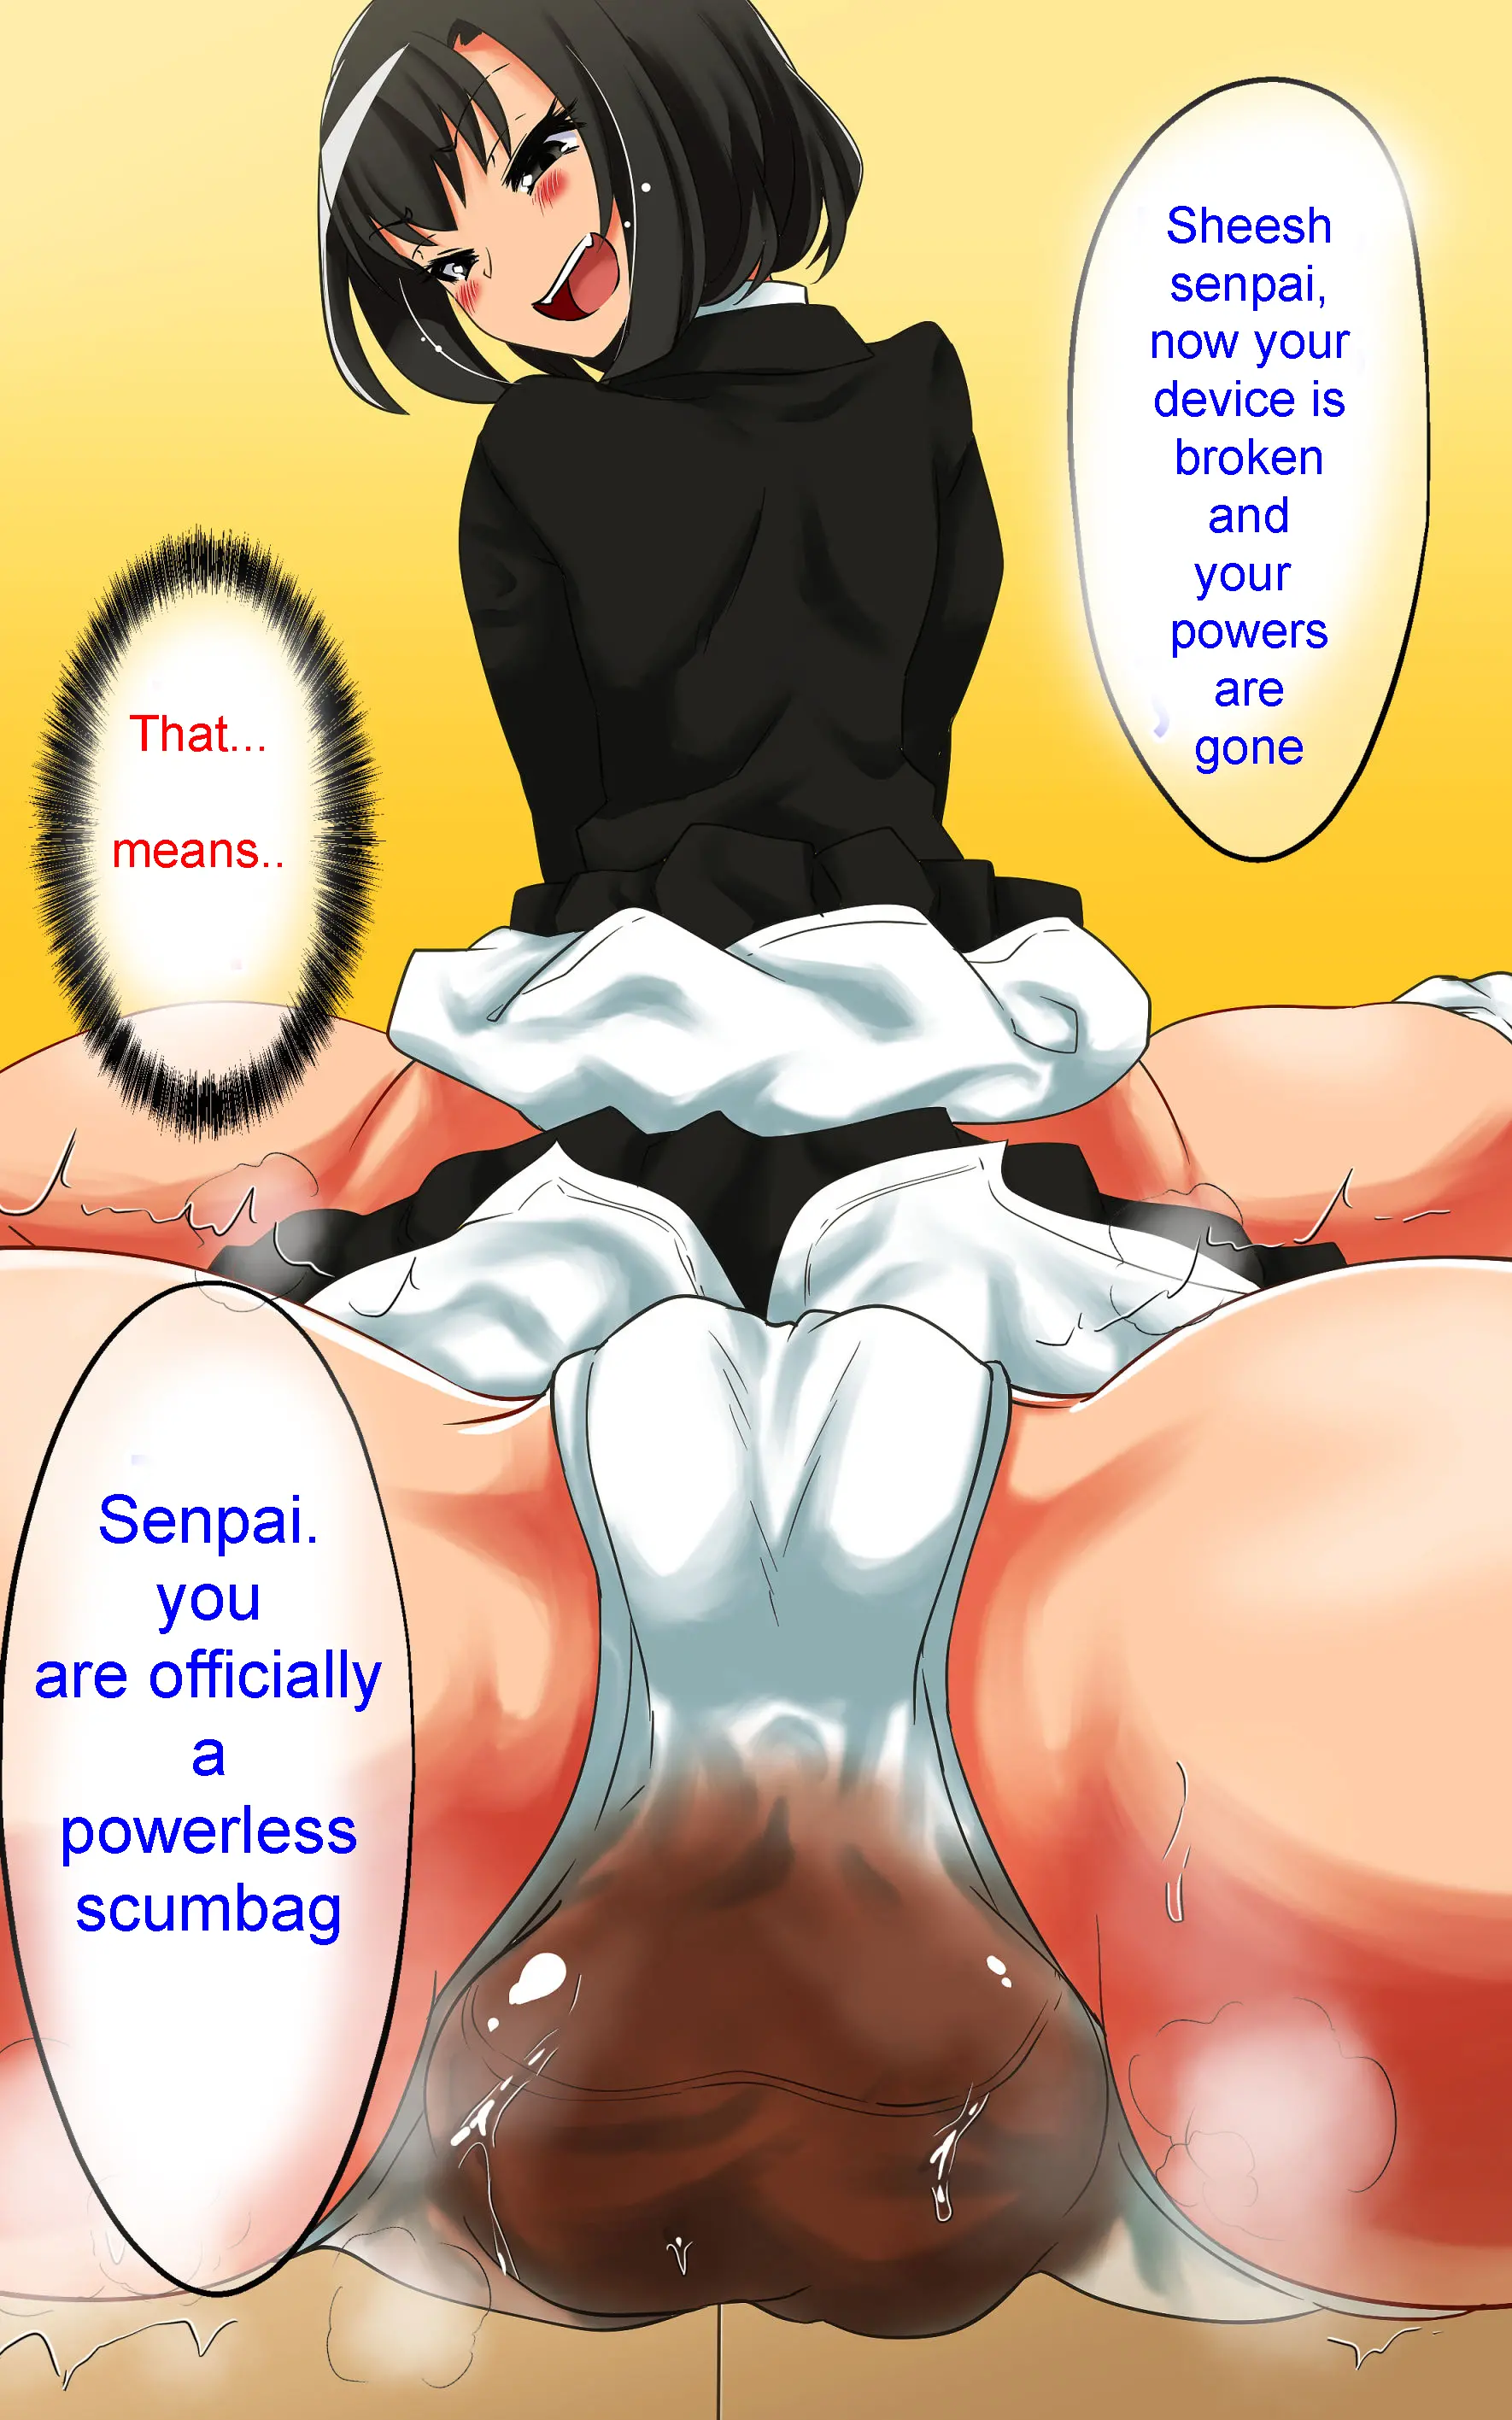 Sheesh
senpai,
now your
device is
broken
and
your
powers
are
gone
That...
means..
Senpai.
you
are officially
a
powerless
scumbag